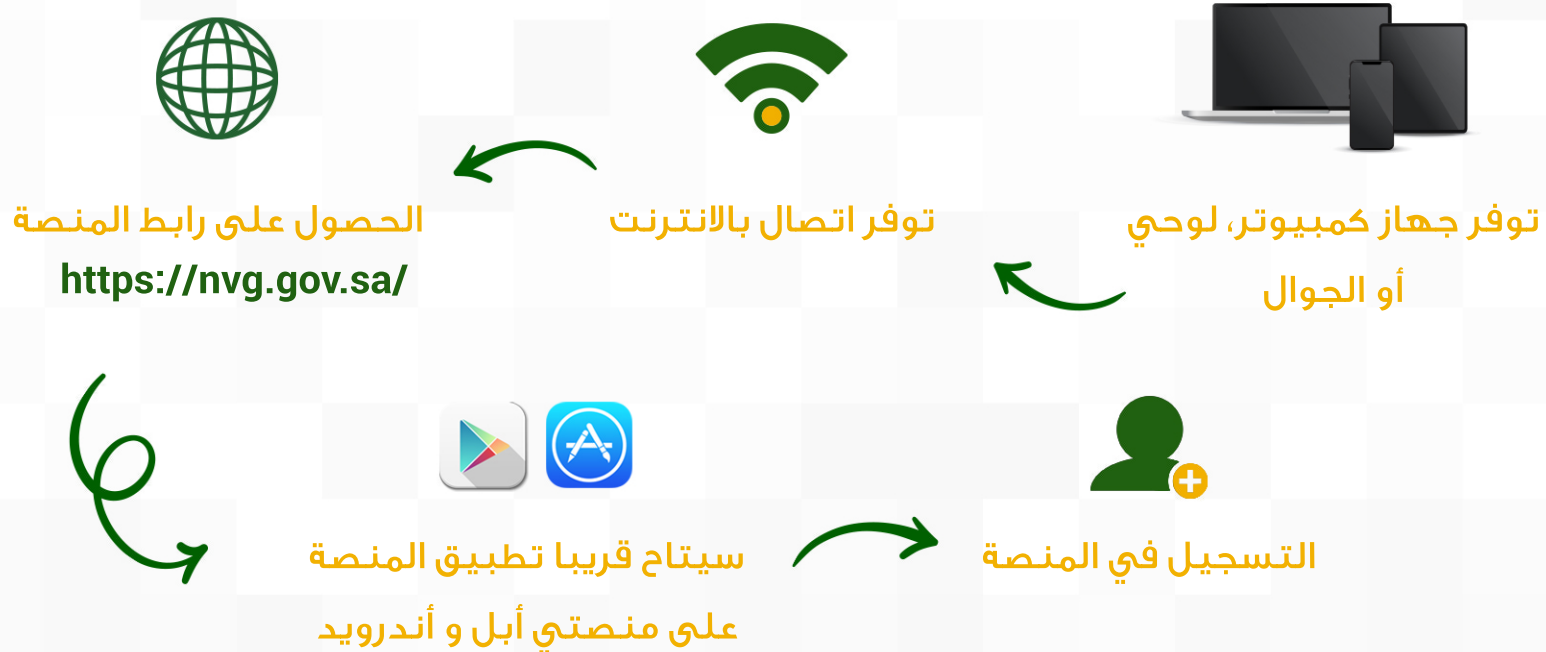 توفر جهاز كمبيوتر، لوحي
أو الجوال
توفر اتصال بالانترنت
الحصول على رابط المنصة
https://nvg.gov.sa/
سيتاح قريبا تطبيق المنصة
على منصتي أبل و أندرويد
التسجيل في المنصة